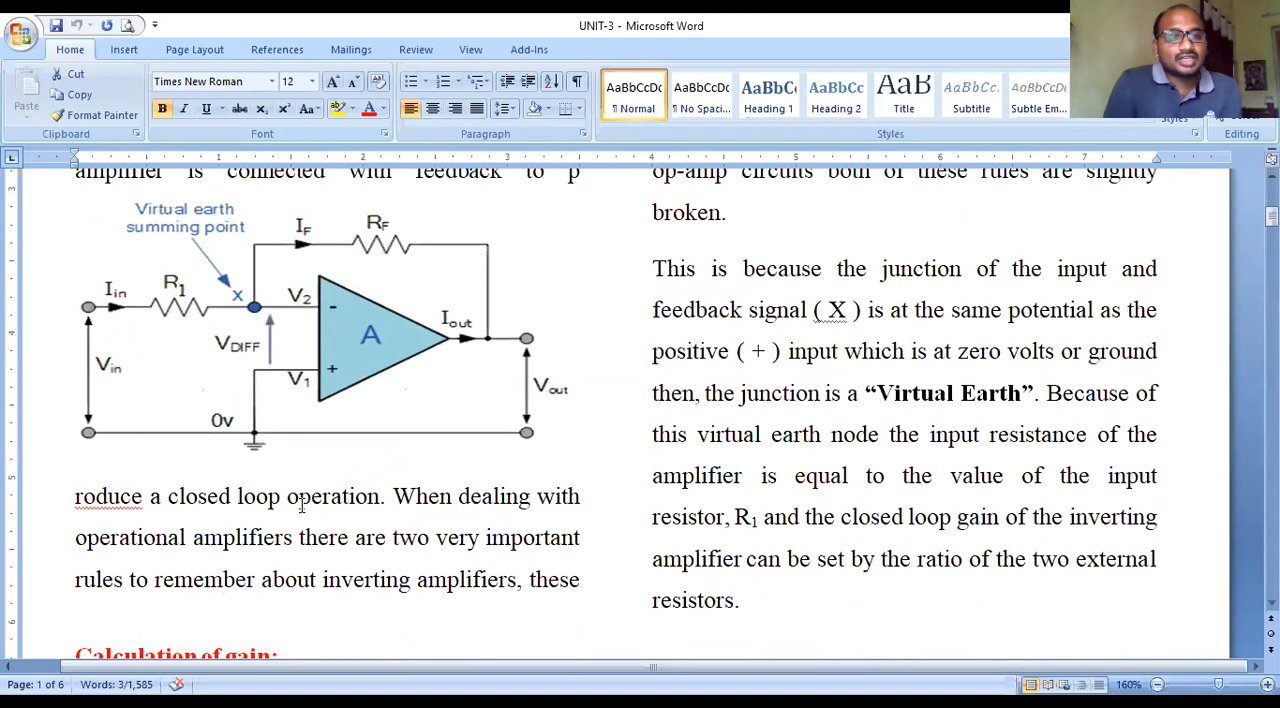 UNIT-3 - Microsoft Word
Home Insert Page Layout References Mailings Review View Add-Ins
Paste
Cut
Copy
Format Painter
Clipboard
Times New Roman 12
Font
Paragraph
AaBbCcDc AaBbCcDc AaBbC AaBbCc AaB AaBbCcL AaBbCcDc
¶ Normal ¶ No Spaci... Heading 1 Heading 2 Title Subtitle Subtle Em...
Styles
Editing
amplifier is connected with feedback to p
Virtual earth
summing point
IF
RF
Iin
R1
x
V2
-
A
Iout
VDIFF
Vin
V1
+
Vout
0v
roduce a closed loop operation. When dealing with
operational amplifiers there are two very important
rules to remember about inverting amplifiers, these
Calculation of gain:
op-amp circuits both of these rules are slightly
broken.
This is because the junction of the input and
feedback signal ( X ) is at the same potential as the
positive ( + ) input which is at zero volts or ground
then, the junction is a “Virtual Earth”. Because of
this virtual earth node the input resistance of the
amplifier is equal to the value of the input
resistor, R1 and the closed loop gain of the inverting
amplifier can be set by the ratio of the two external
resistors.
Page: 1 of 6 Words: 3/1,585 160%